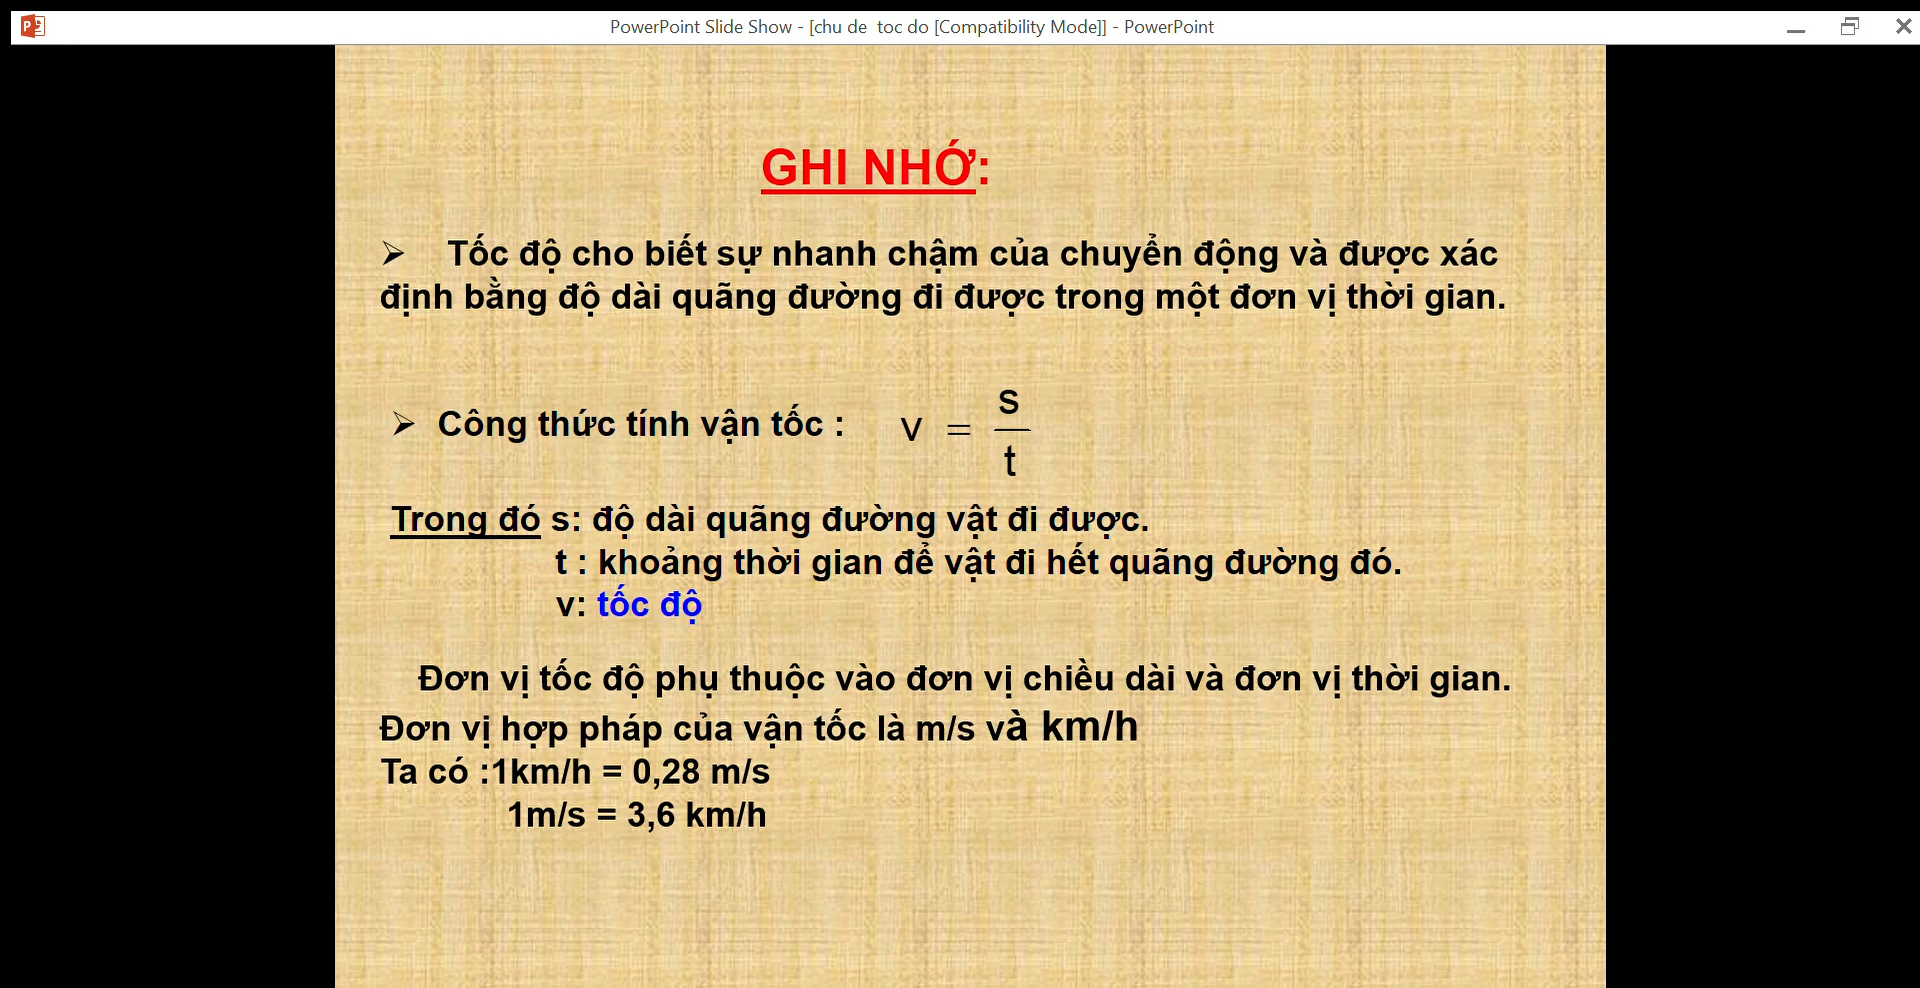 PowerPoint Slide Show - [chu de  toc do [Compatibility Mode]] - PowerPoint
GHI NHỚ:
➢ Tốc độ cho biết sự nhanh chậm của chuyển động và được xác
định bằng độ dài quãng đường đi được trong một đơn vị thời gian.
➢ Công thức tính vận tốc : v = s/t
Trong đó s: độ dài quãng đường vật đi được.
t : khoảng thời gian để vật đi hết quãng đường đó.
v: tốc độ
Đơn vị tốc độ phụ thuộc vào đơn vị chiều dài và đơn vị thời gian.
Đơn vị hợp pháp của vận tốc là m/s và km/h
Ta có :1km/h = 0,28 m/s
1m/s = 3,6 km/h